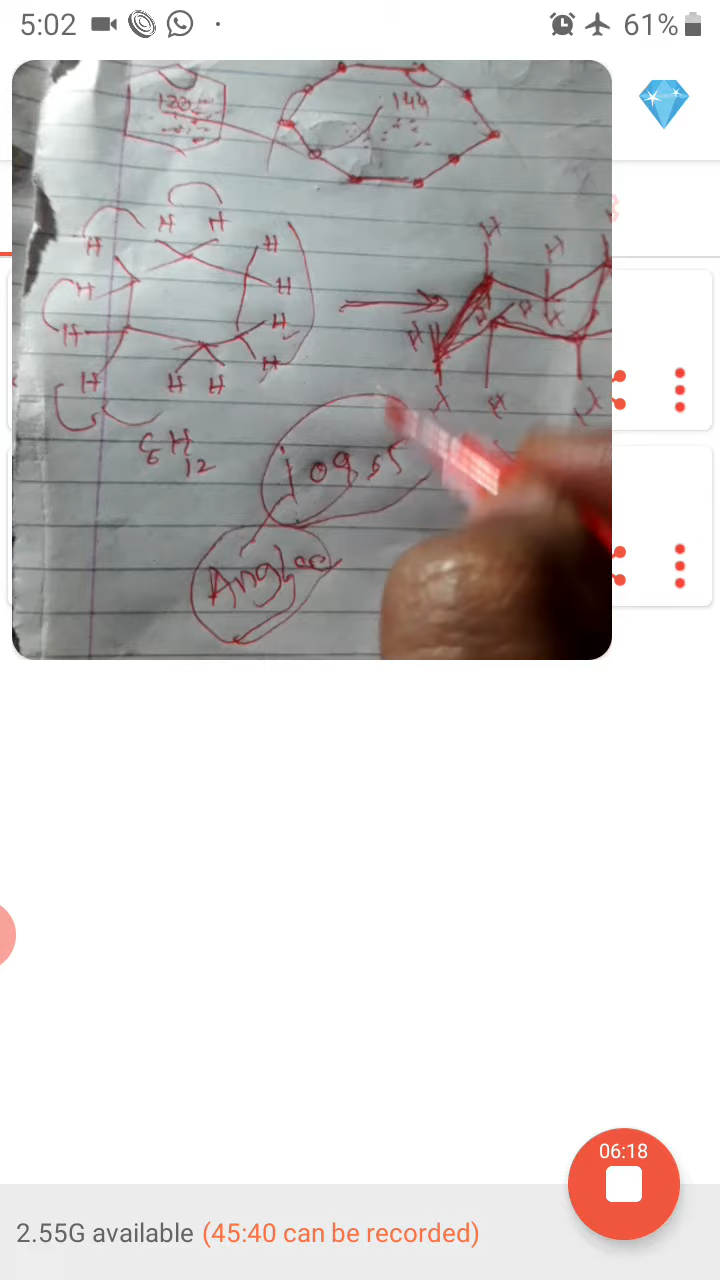 5:02 61%
120 144
H H H H
H H
H H
H H H H
C6H12
109.5
Angle
06:18
2.55G available (45:40 can be recorded)